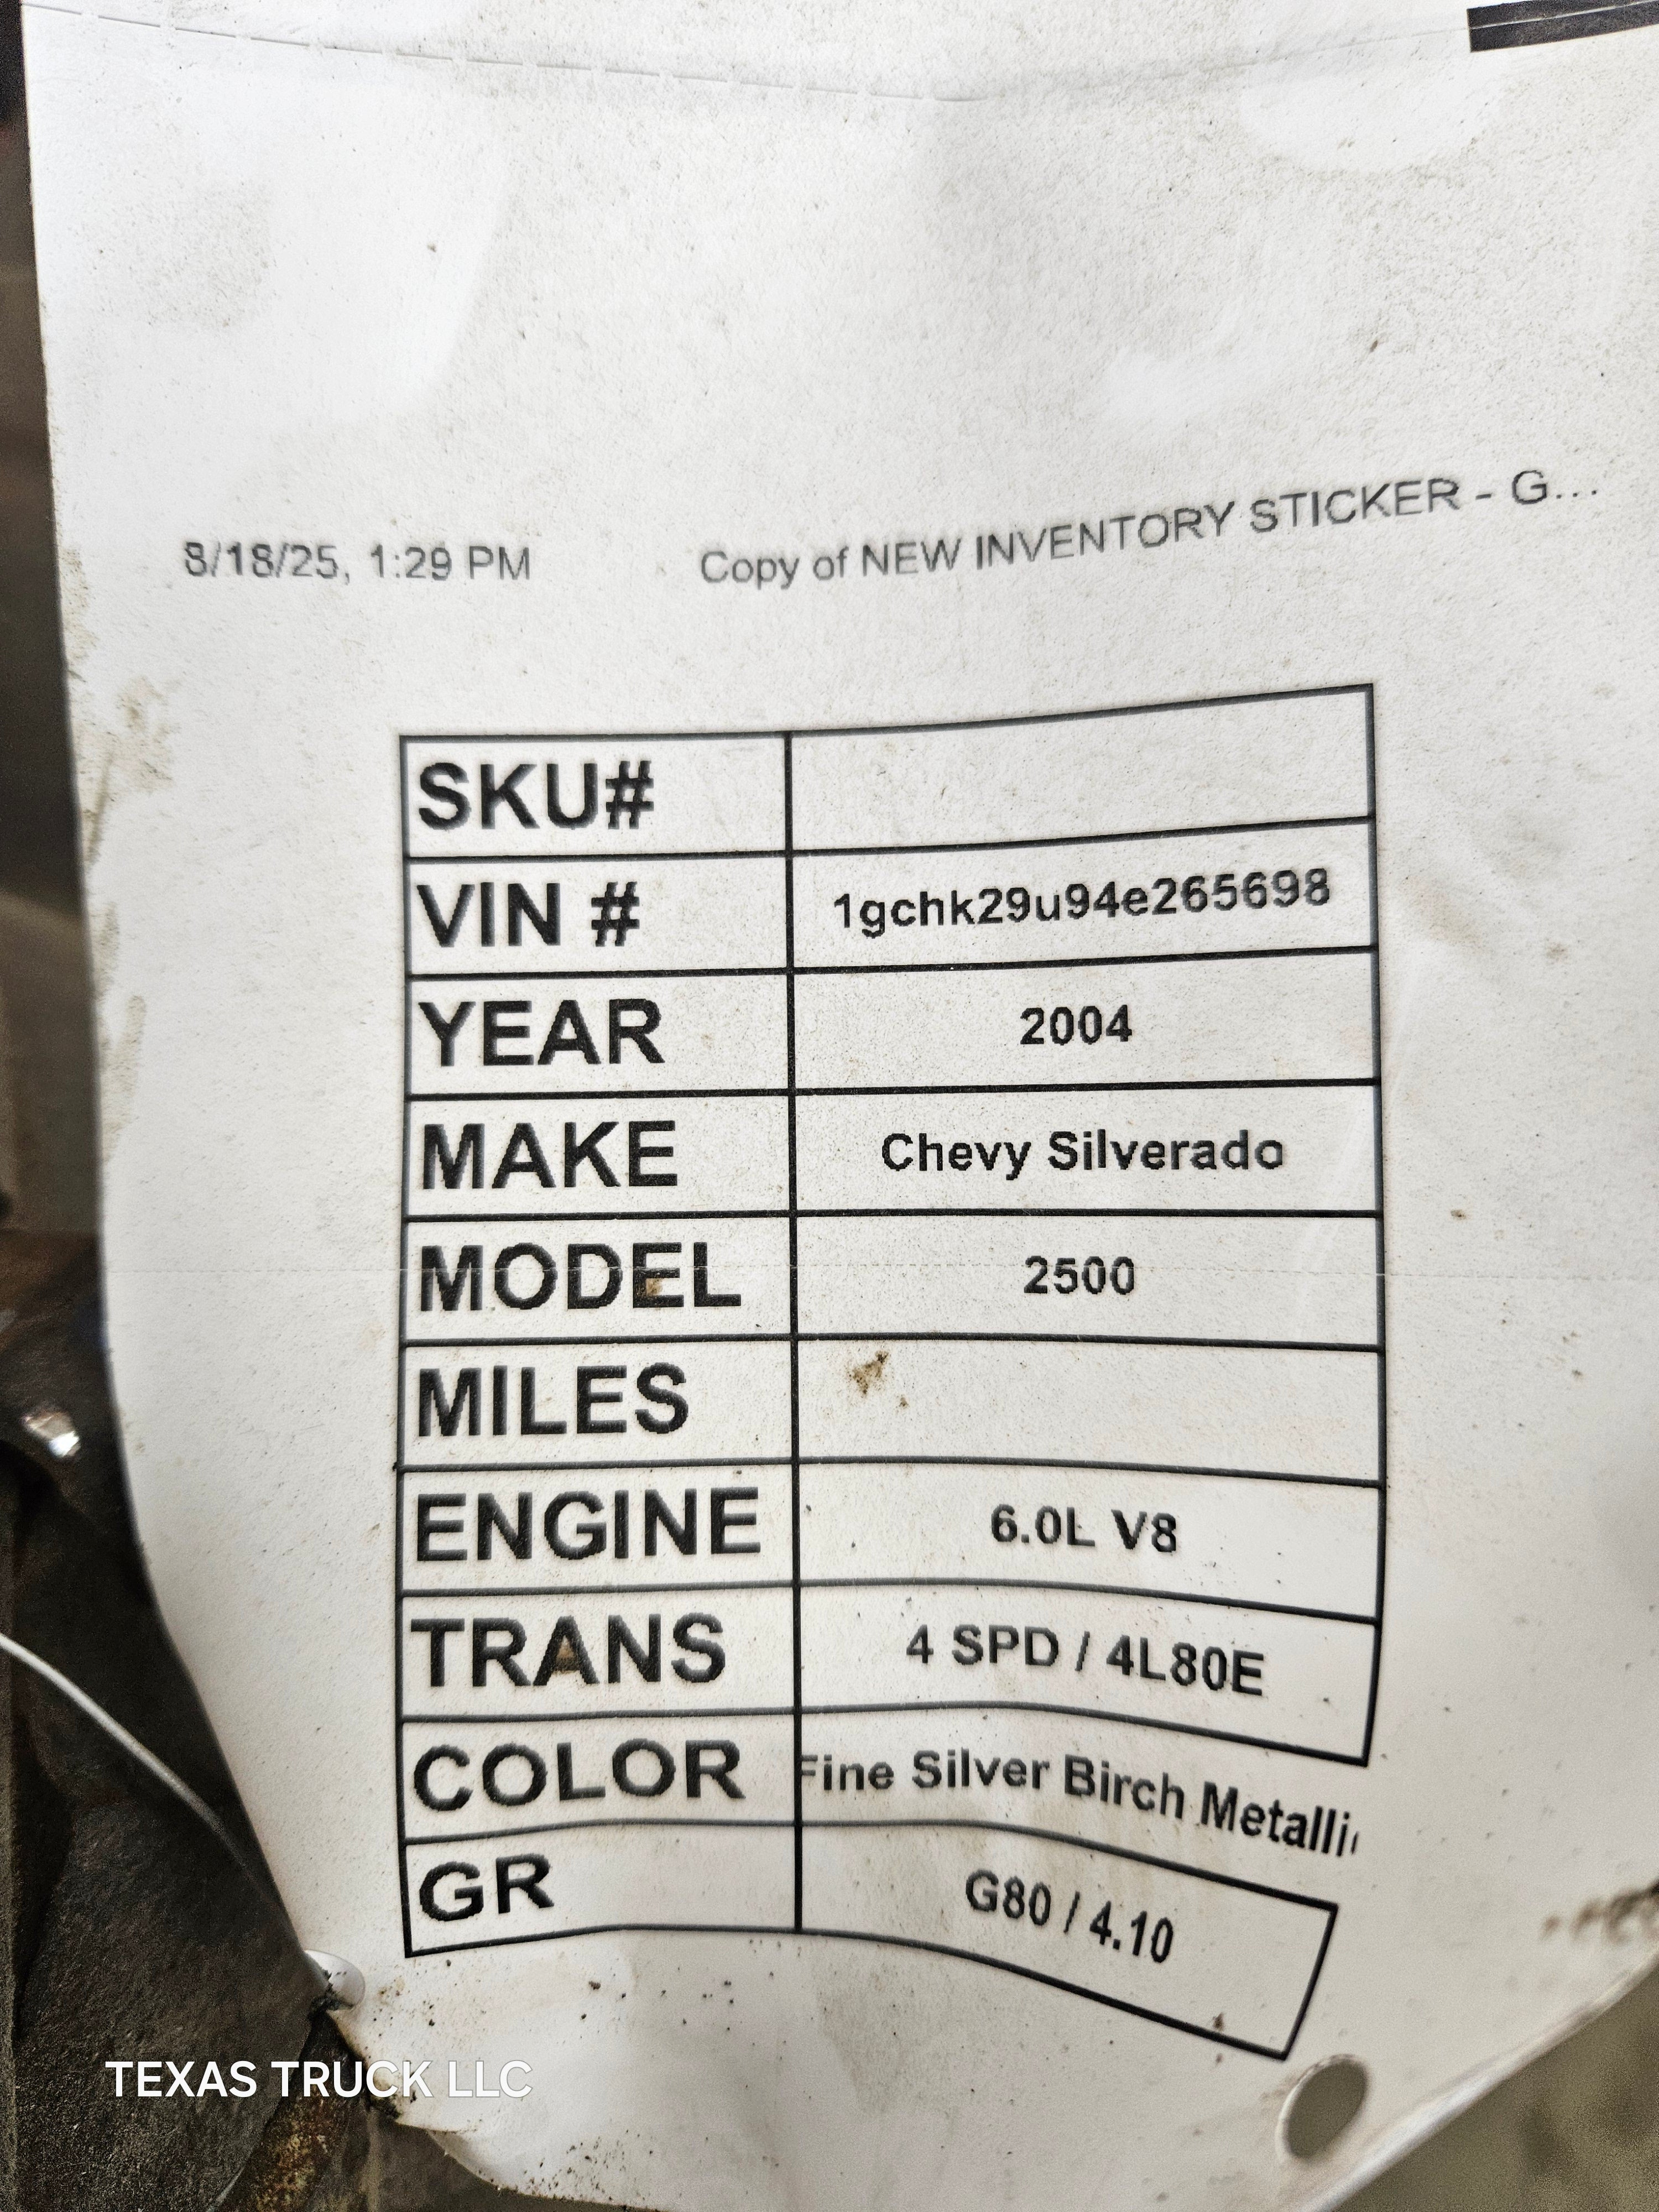 8/18/25, 1:29 PM Copy of NEW INVENTORY STICKER - G...
SKU#
VIN # 1gchk29u94e265698
YEAR 2004
MAKE Chevy Silverado
MODEL 2500
MILES
ENGINE 6.0L V8
TRANS 4 SPD / 4L80E
COLOR Fine Silver Birch Metallic
GR G80 / 4.10
TEXAS TRUCK LLC